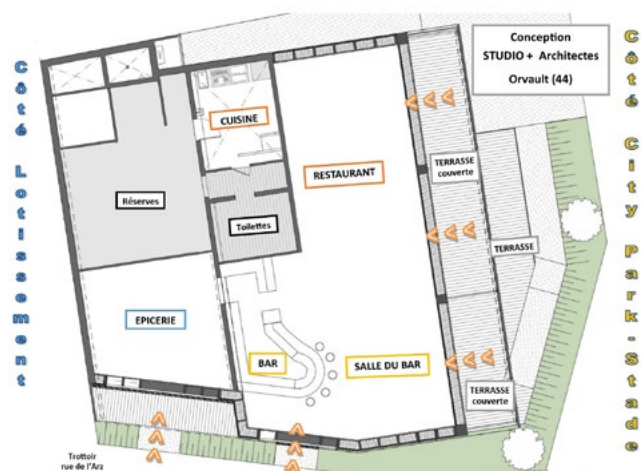 Conception
STUDIO + Architectes
Orvault (44)
Côté Lotissement
Côté City Park-Stade
CUISINE
RESTAURANT
TERRASSE
couverte
Réserves
Toilettes
TERRASSE
EPICERIE
BAR
SALLE DU BAR
TERRASSE
couverte
Trottoir
rue de l'Arz